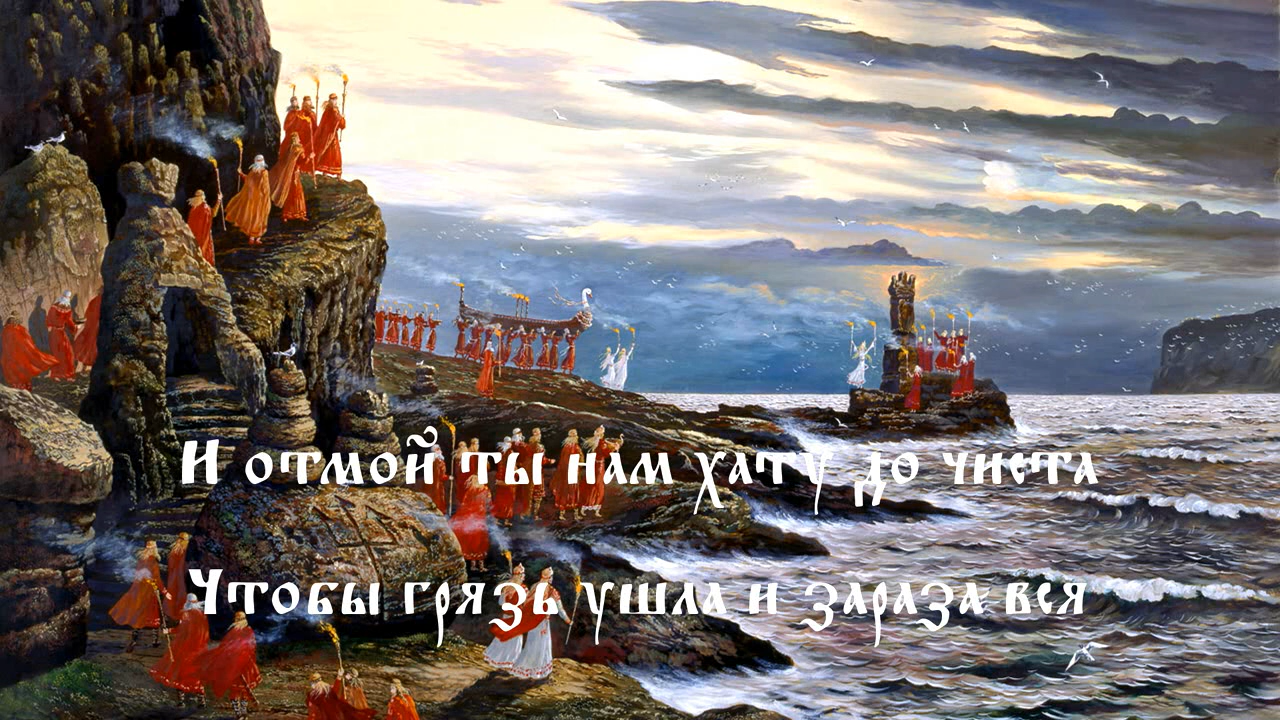 И отмой ты нам хату до чиста
Чтобы грязь ушла и зараза вся